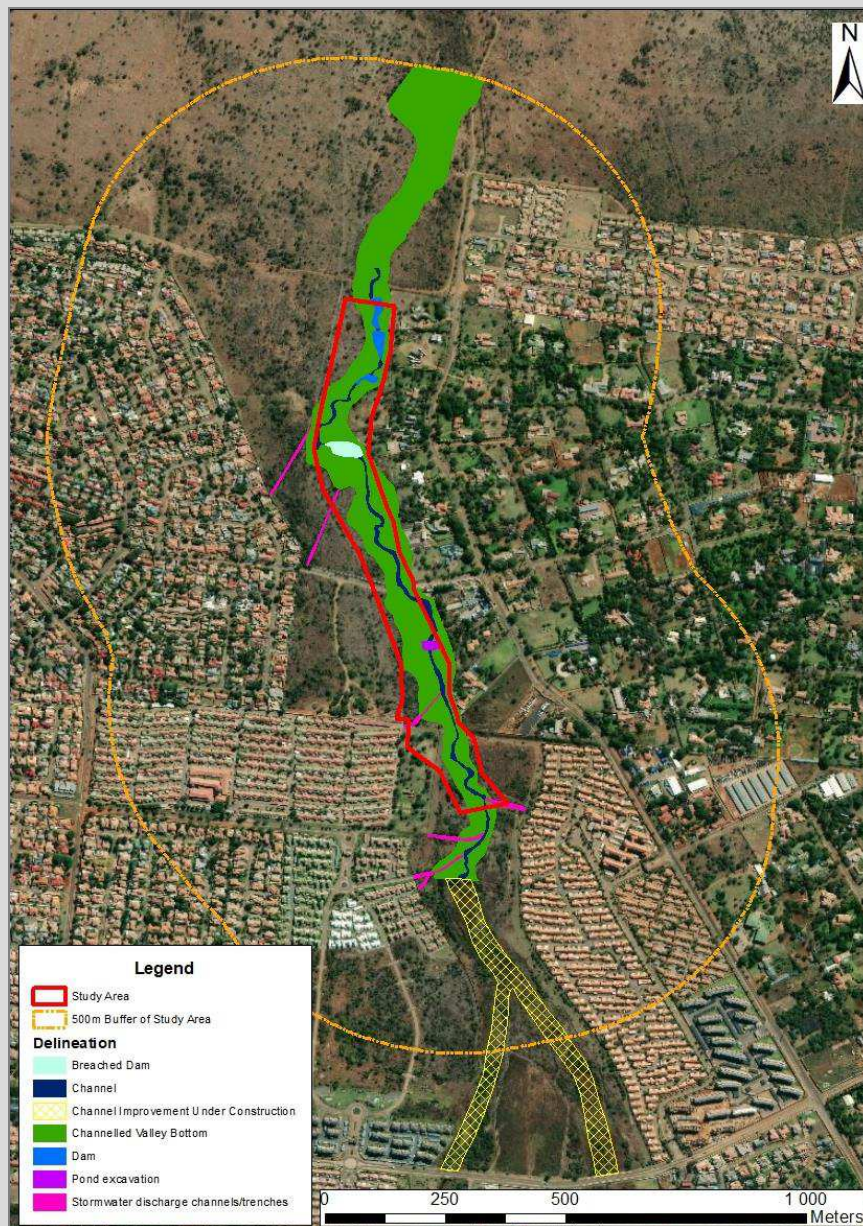 N
Legend
Study Area
500m Buffer of Study Area
Delineation
Breached Dam
Channel
Channel Improvement Under Construction
Channelled Valley Bottom
Dam
Pond excavation
Stormwater discharge channels/trenches
0 250 500 1 000
Meters